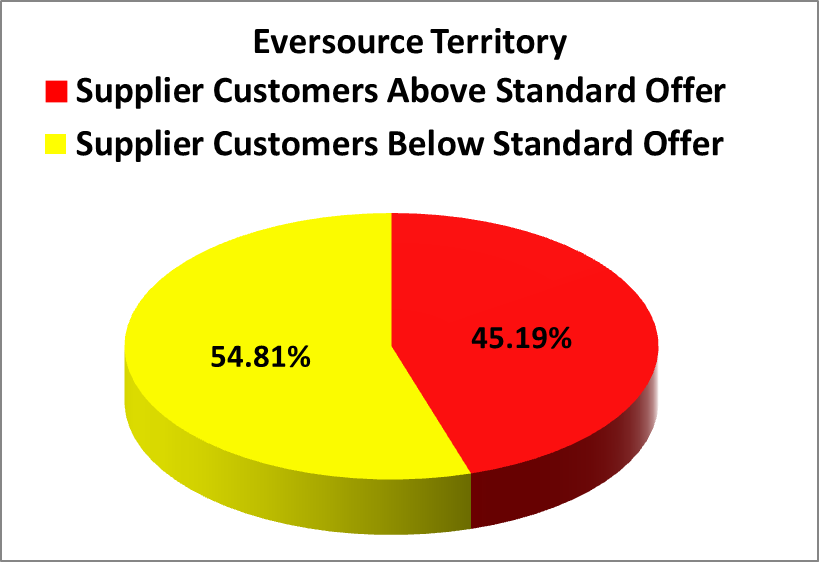 Eversource Territory
Supplier Customers Above Standard Offer
Supplier Customers Below Standard Offer
45.19%
54.81%